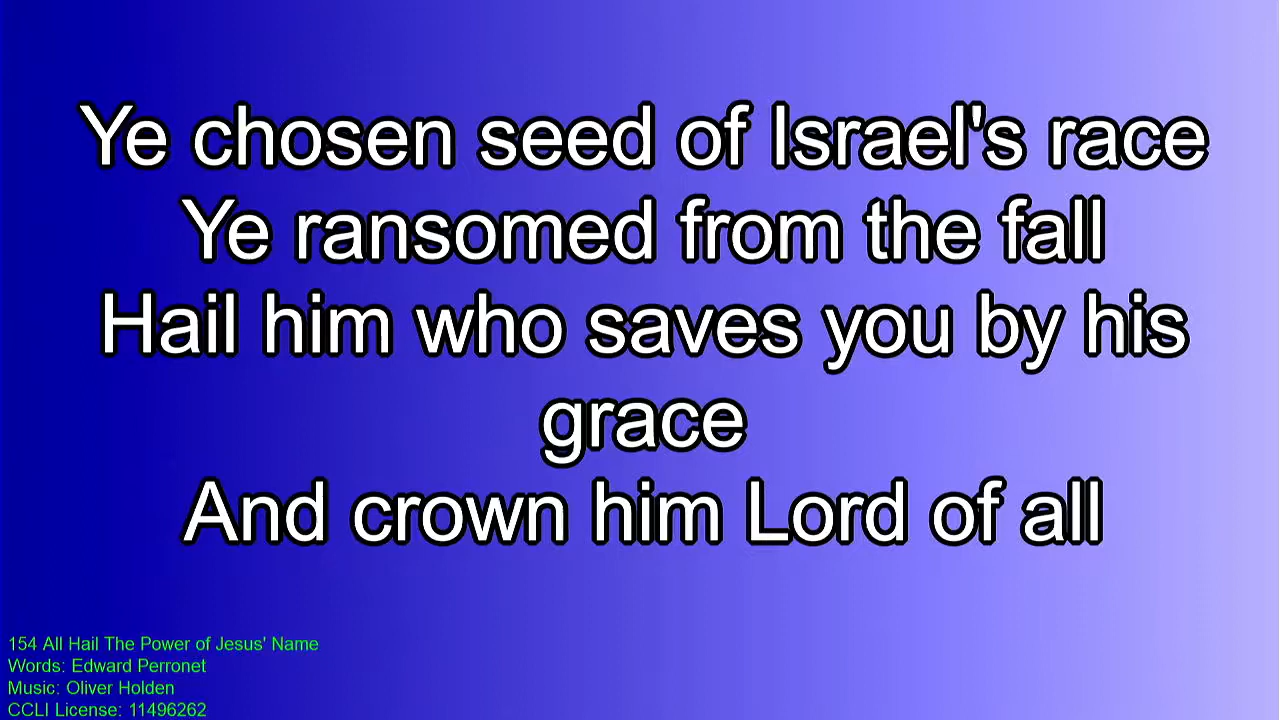 Ye chosen seed of Israel's race
Ye ransomed from the fall
Hail him who saves you by his
grace
And crown him Lord of all
154 All Hail The Power of Jesus' Name
Words: Edward Perronet
Music: Oliver Holden
CCLI License: 11496262